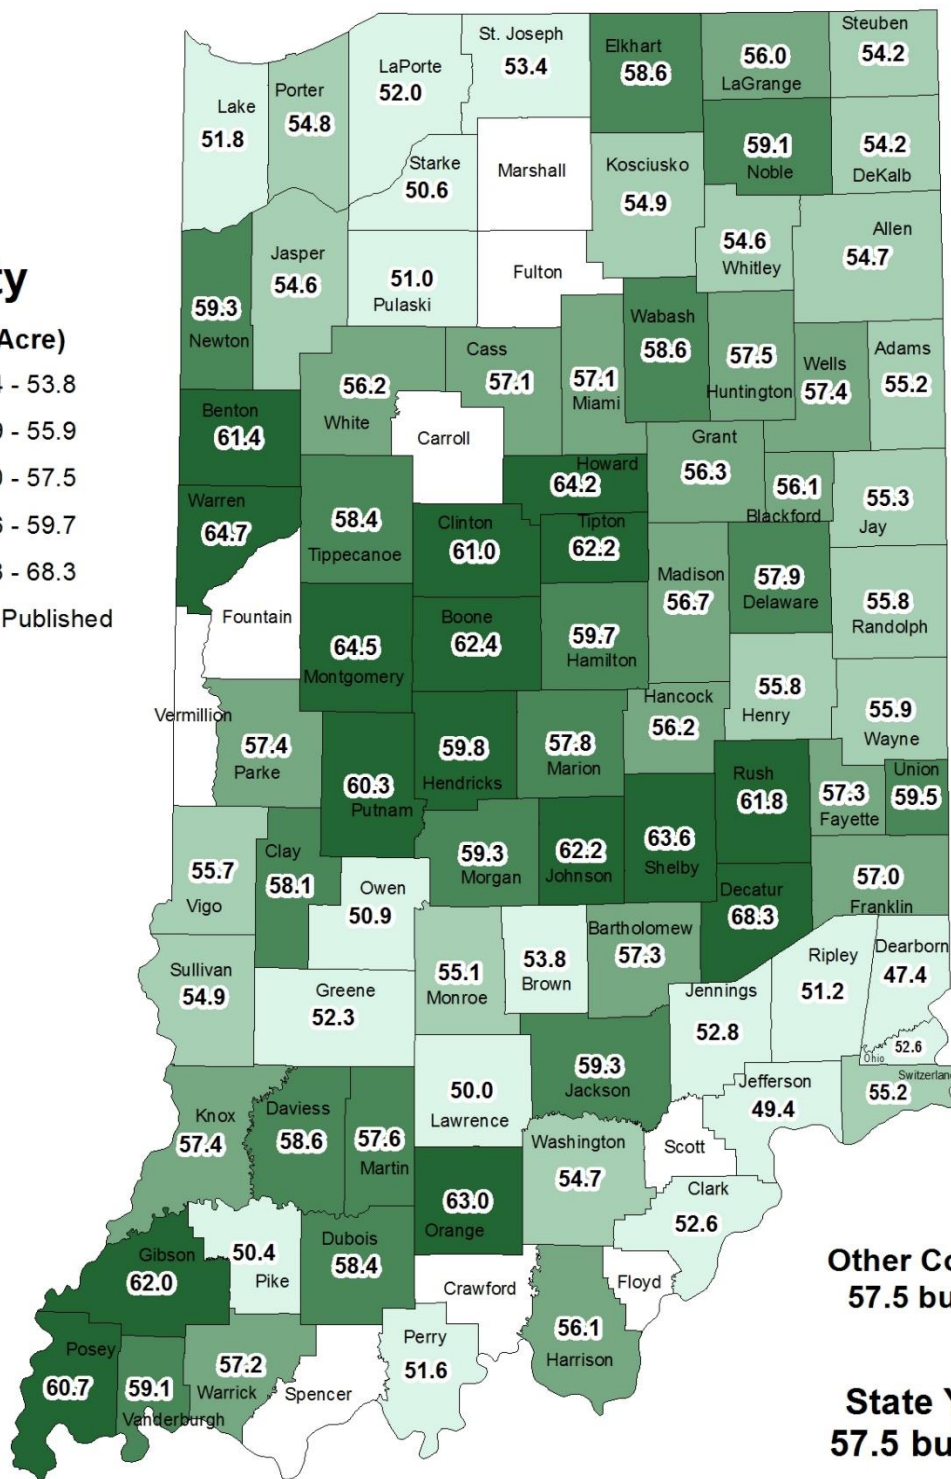 Steuben
54.2
St. Joseph
53.4
Elkhart
58.6
56.0
LaGrange
LaPorte
52.0
Porter
54.8
Lake
51.8
59.1
Noble
54.2
DeKalb
Starke
50.6
Marshall
Kosciusko
54.9
Allen
54.7
54.6
Whitley
Jasper
54.6
51.0
Pulaski
Fulton
59.3
Newton
Wabash
58.6
57.5
Huntington
Wells
57.4
Adams
55.2
Acre)
- 53.8
- 55.9
- 57.5
- 59.7
- 68.3
Published
56.2
White
Cass
57.1
57.1
Miami
Benton
61.4
Carroll
Grant
56.3
Howard
64.2
56.1
Blackford
55.3
Jay
Warren
64.7
58.4
Tippecanoe
Clinton
61.0
Tipton
62.2
Madison
56.7
57.9
Delaware
55.8
Randolph
Fountain
64.5
Montgomery
Boone
62.4
59.7
Hamilton
Hancock
56.2
55.8
Henry
55.9
Wayne
Vermillion
57.4
Parke
60.3
Putnam
59.8
Hendricks
57.8
Marion
Rush
61.8
57.3
Fayette
Union
59.5
55.7
Vigo
Clay
58.1
Owen
50.9
59.3
Morgan
62.2
Johnson
63.6
Shelby
Decatur
68.3
57.0
Franklin
Sullivan
54.9
Greene
52.3
55.1
Monroe
53.8
Brown
Bartholomew
57.3
Jennings
52.8
Ripley
51.2
Dearborn
47.4
52.6
Ohio
Switzerlan
55.2
50.0
Lawrence
59.3
Jackson
Jefferson
49.4
Knox
57.4
Daviess
58.6
57.6
Martin
Washington
54.7
Scott
63.0
Orange
Clark
52.6
Gibson
62.0
50.4
Pike
Dubois
58.4
Crawford
Floyd
56.1
Harrison
Posey
60.7
59.1
Vanderburgh
57.2
Warrick
Spencer
Perry
51.6
Other Co
57.5 bu
State
57.5 bu